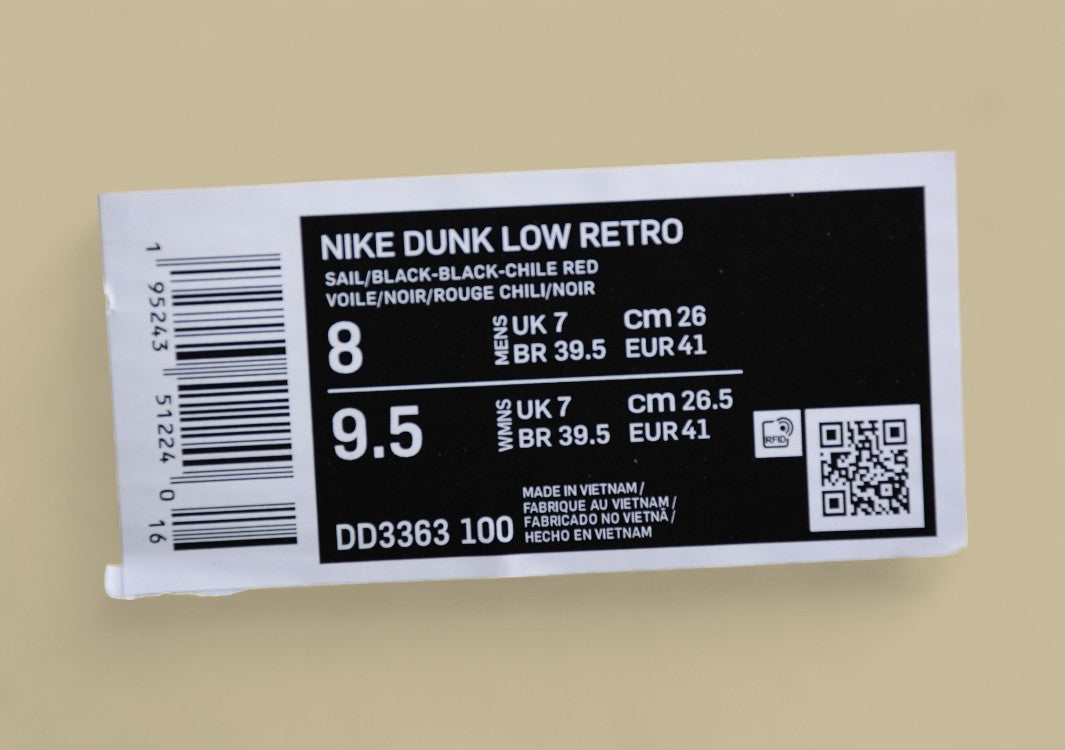 NIKE DUNK LOW RETRO
SAIL/BLACK-BLACK-CHILE RED
VOILE/NOIR/ROUGE CHILI/NOIR
8 MENS UK 7 cm 26
BR 39.5 EUR 41
9.5 WMNS UK 7 cm 26.5
BR 39.5 EUR 41
RFID
MADE IN VIETNAM/
FABRIQUE AU VIETNAM/
FABRICADO NO VIETNÃ/
HECHO EN VIETNAM
DD3363 100
1 95243 51224 0 16